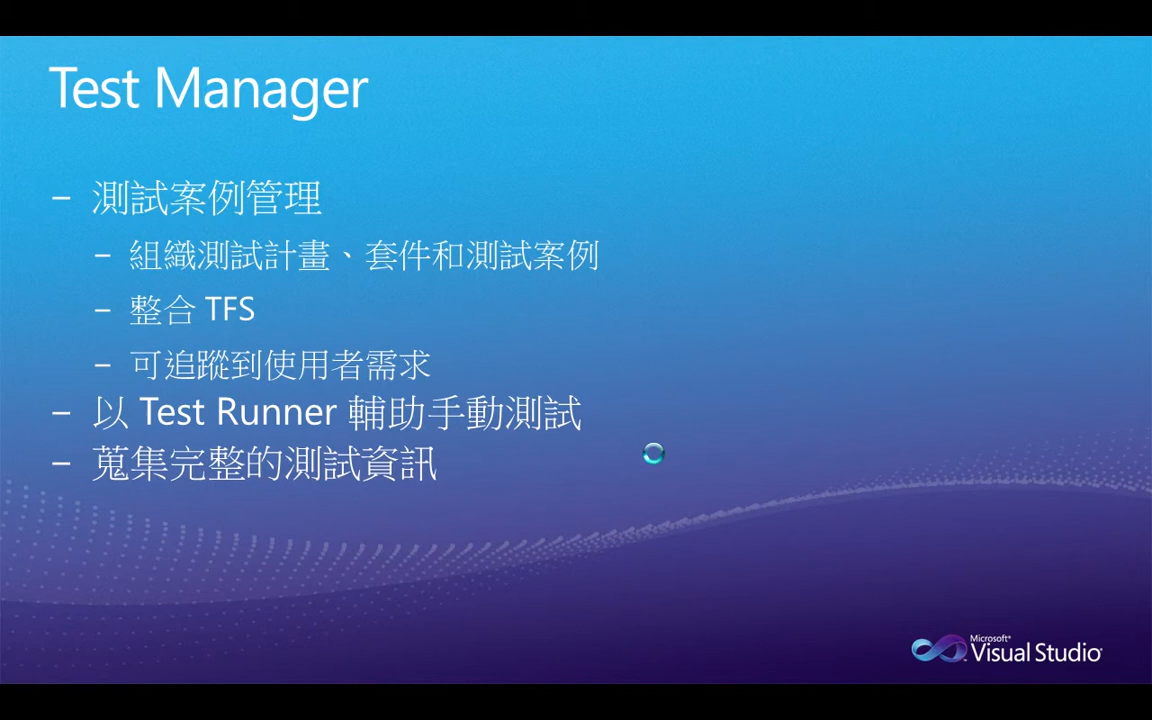 Test Manager
– 測試案例管理
– 組織測試計畫、套件和測試案例
– 整合 TFS
– 可追蹤到使用者需求
– 以 Test Runner 輔助手動測試
– 蒐集完整的測試資訊
Microsoft®
Visual Studio®